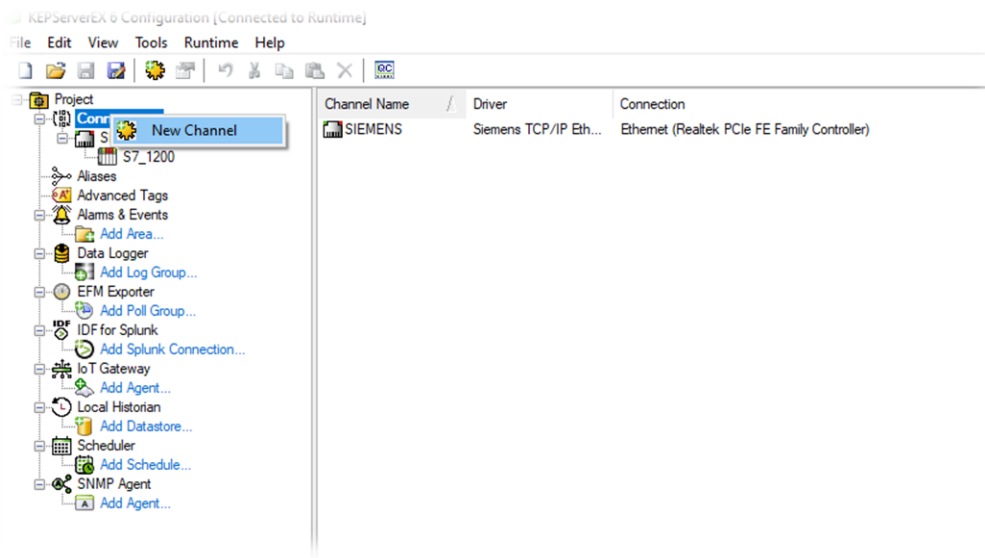 KEPServerEX 6 Configuration [Connected to Runtime]
File Edit View Tools Runtime Help
QC
Project
Channel Name / Driver Connection
New Channel
SIEMENS Siemens TCP/IP Eth... Ethernet (Realtek PCIe FE Family Controller)
S7_1200
Aliases
Advanced Tags
Alarms & Events
Add Area...
Data Logger
Add Log Group...
EFM Exporter
Add Poll Group...
IDF for Splunk
Add Splunk Connection...
IoT Gateway
Add Agent...
Local Historian
Add Datastore...
Scheduler
Add Schedule...
SNMP Agent
Add Agent...